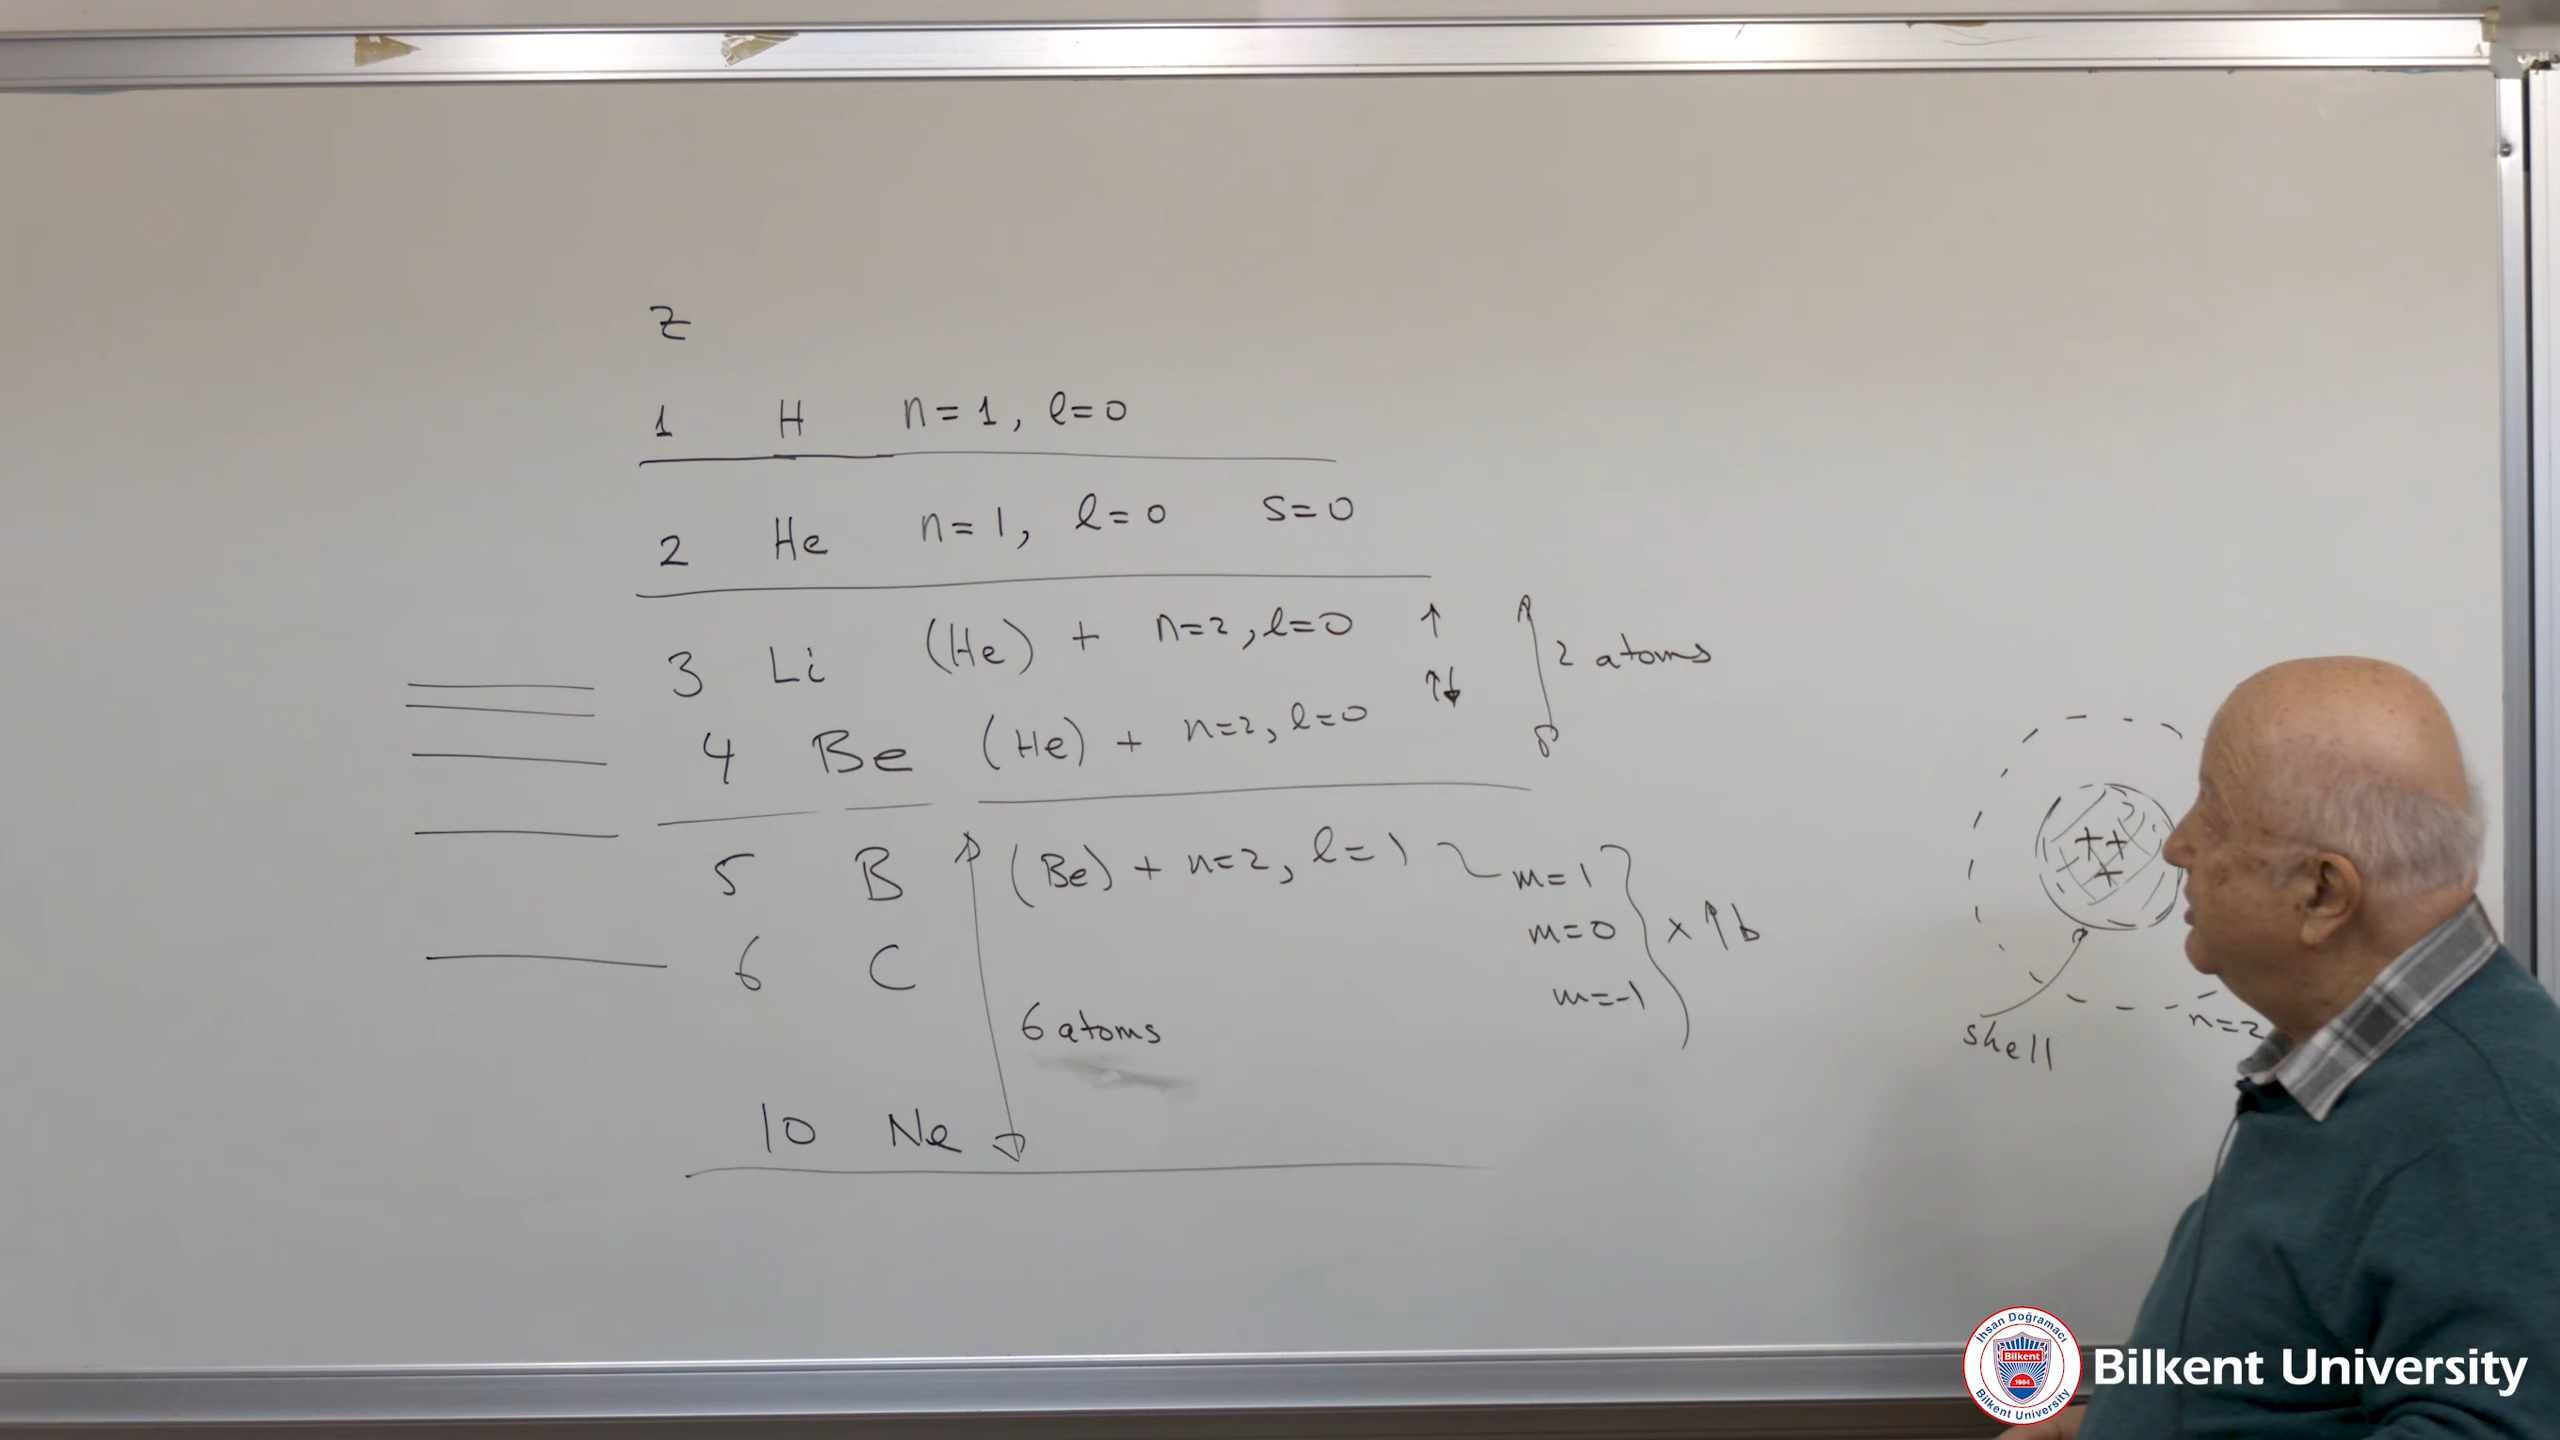 Z
1 H n=1, l=0
2 He n=1, l=0 s=0
3 Li (He) + n=2, l=0 ↑
4 Be (He) + n=2, l=0 ↑↓
2 atoms
5 B (Be) + n=2, l=1
m=1
m=0
m=-1
x ↑↓
6 C
6 atoms
10 Ne
+ +
+ +
shell
n=2
İhsan Doğramacı
Bilkent
1984
Bilkent University
Bilkent University